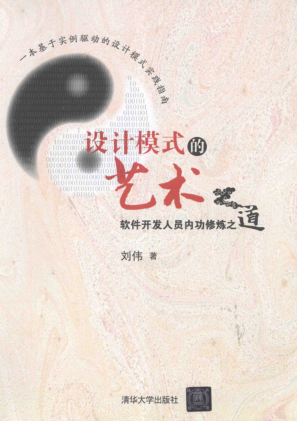 一本基于实例驱动的设计模式实践指南
设计模式的
艺术
软件开发人员内功修炼之道
刘伟 著
清华大学出版社